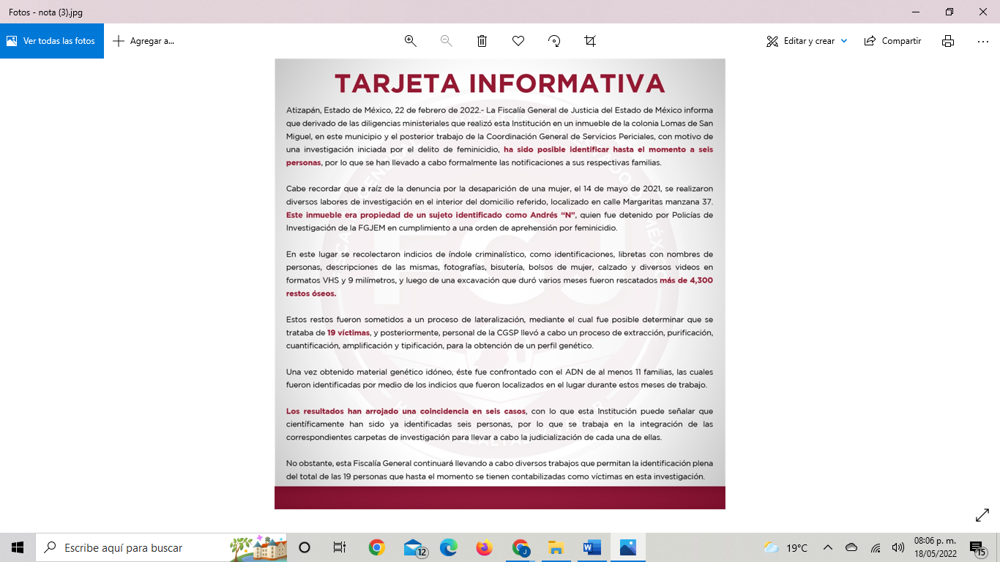 Fotos - nota (3).jpg
Ver todas las fotos
Agregar a...
Editar y crear
Compartir
TARJETA INFORMATIVA
Atizapán, Estado de México, 22 de febrero de 2022.- La Fiscalía General de Justicia del Estado de México informa
que derivado de las diligencias ministeriales que realizó esta Institución en un inmueble de la colonia Lomas de San
Miguel, en este municipio y el posterior trabajo de la Coordinación General de Servicios Periciales, con motivo de
una investigación iniciada por el delito de feminicidio, ha sido posible identificar hasta el momento a seis
personas, por lo que se han llevado a cabo formalmente las notificaciones a sus respectivas familias.
Cabe recordar que a raíz de la denuncia por la desaparición de una mujer, el 14 de mayo de 2021, se realizaron
diversos labores de investigación en el interior del domicilio referido, localizado en calle Margaritas manzana 37.
Este inmueble era propiedad de un sujeto identificado como Andrés “N”, quien fue detenido por Policías de
Investigación de la FGJEM en cumplimiento a una orden de aprehensión por feminicidio.
En este lugar se recolectaron indicios de índole criminalístico, como identificaciones, libretas con nombres de
personas, descripciones de las mismas, fotografías, bisutería, bolsos de mujer, calzado y diversos videos en
formatos VHS y 9 milímetros, y luego de una excavación que duró varios meses fueron rescatados más de 4,300
restos óseos.
Estos restos fueron sometidos a un proceso de lateralización, mediante el cual fue posible determinar que se
trataba de 19 víctimas, y posteriormente, personal de la CGSP llevó a cabo un proceso de extracción, purificación,
cuantificación, amplificación y tipificación, para la obtención de un perfil genético.
Una vez obtenido material genético idóneo, éste fue confrontado con el ADN de al menos 11 familias, las cuales
fueron identificadas por medio de los indicios que fueron localizados en el lugar durante estos meses de trabajo.
Los resultados han arrojado una coincidencia en seis casos, con lo que esta Institución puede señalar que
científicamente han sido ya identificadas seis personas, por lo que se trabaja en la integración de las
correspondientes carpetas de investigación para llevar a cabo la judicialización de cada una de ellas.
No obstante, esta Fiscalía General continuará llevando a cabo diversos trabajos que permitan la identificación plena
del total de las 19 personas que hasta el momento se tienen contabilizadas como víctimas en esta investigación.
Escribe aquí para buscar
12
J
19°C
08:06 p. m.
18/05/2022
15